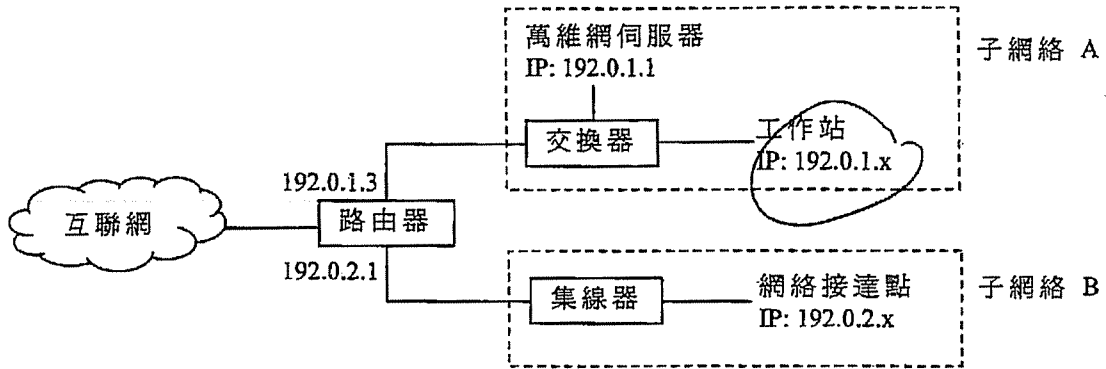 萬維網伺服器
IP: 192.0.1.1
子網絡 A
交換器
工作站
IP: 192.0.1.x
192.0.1.3
互聯網
路由器
192.0.2.1
集線器
網絡接達點
IP: 192.0.2.x
子網絡 B